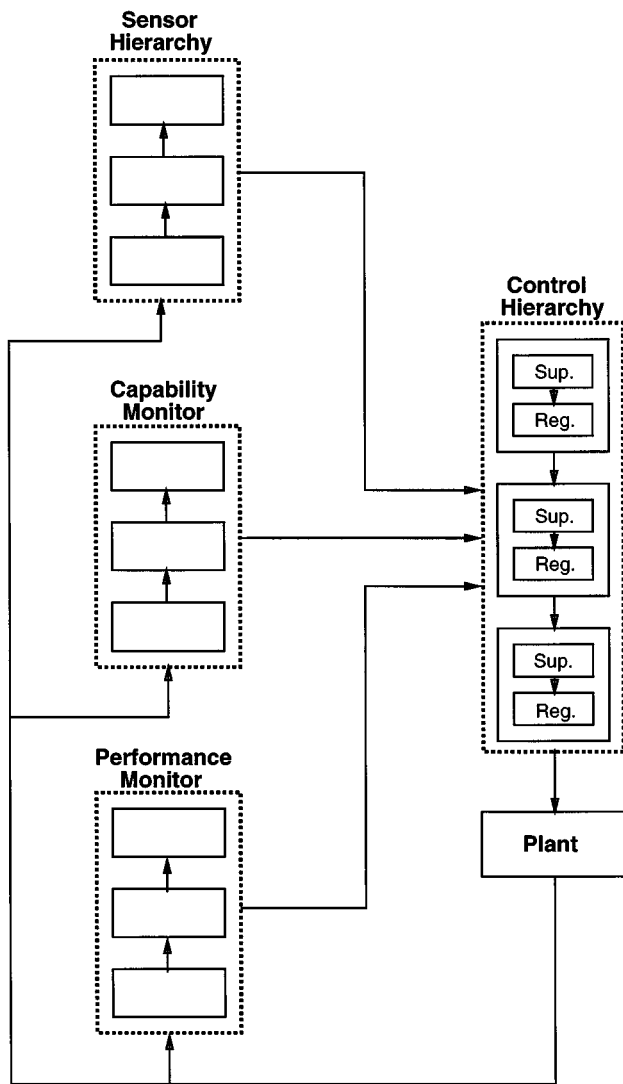 Sensor
Hierarchy
Control
Hierarchy
Sup.
Reg.
Capability
Monitor
Sup.
Reg.
Sup.
Reg.
Performance
Monitor
Plant